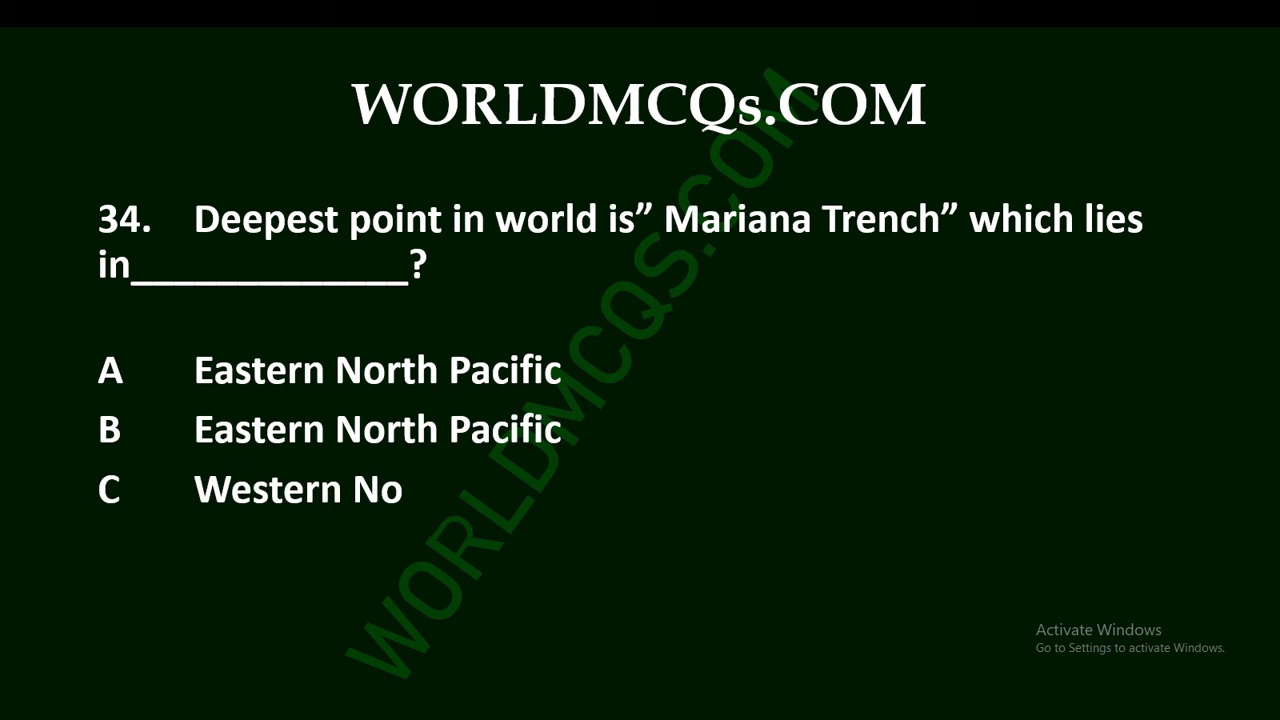 WORLDMCQs.COM
34. Deepest point in world is” Mariana Trench” which lies
in_____________?
A Eastern North Pacific
B Eastern North Pacific
C Western No
WORLDMCQS.COM
Activate Windows
Go to Settings to activate Windows.